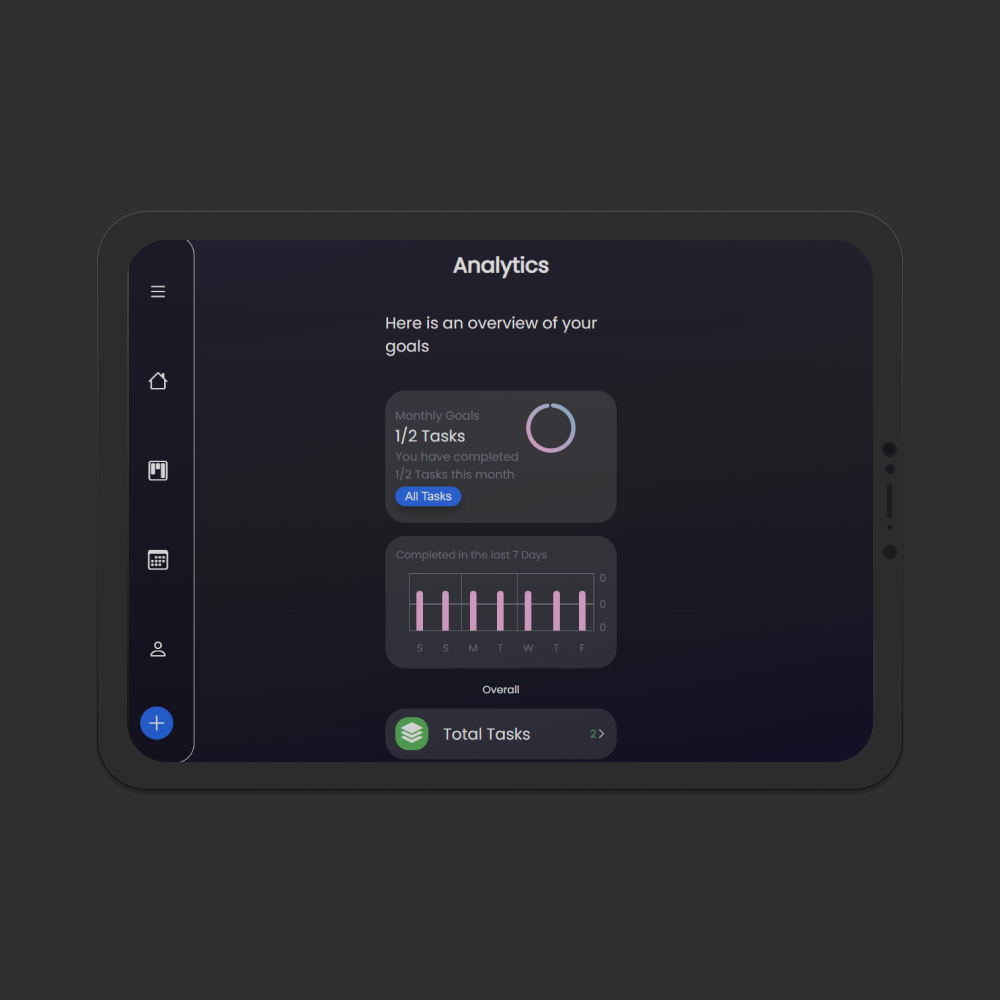 Analytics
Here is an overview of your
goals
Monthly Goals
1/2 Tasks
You have completed
1/2 Tasks this month
All Tasks
Completed in the last 7 Days
0
0
0
S S M T W T F
Overall
Total Tasks 2